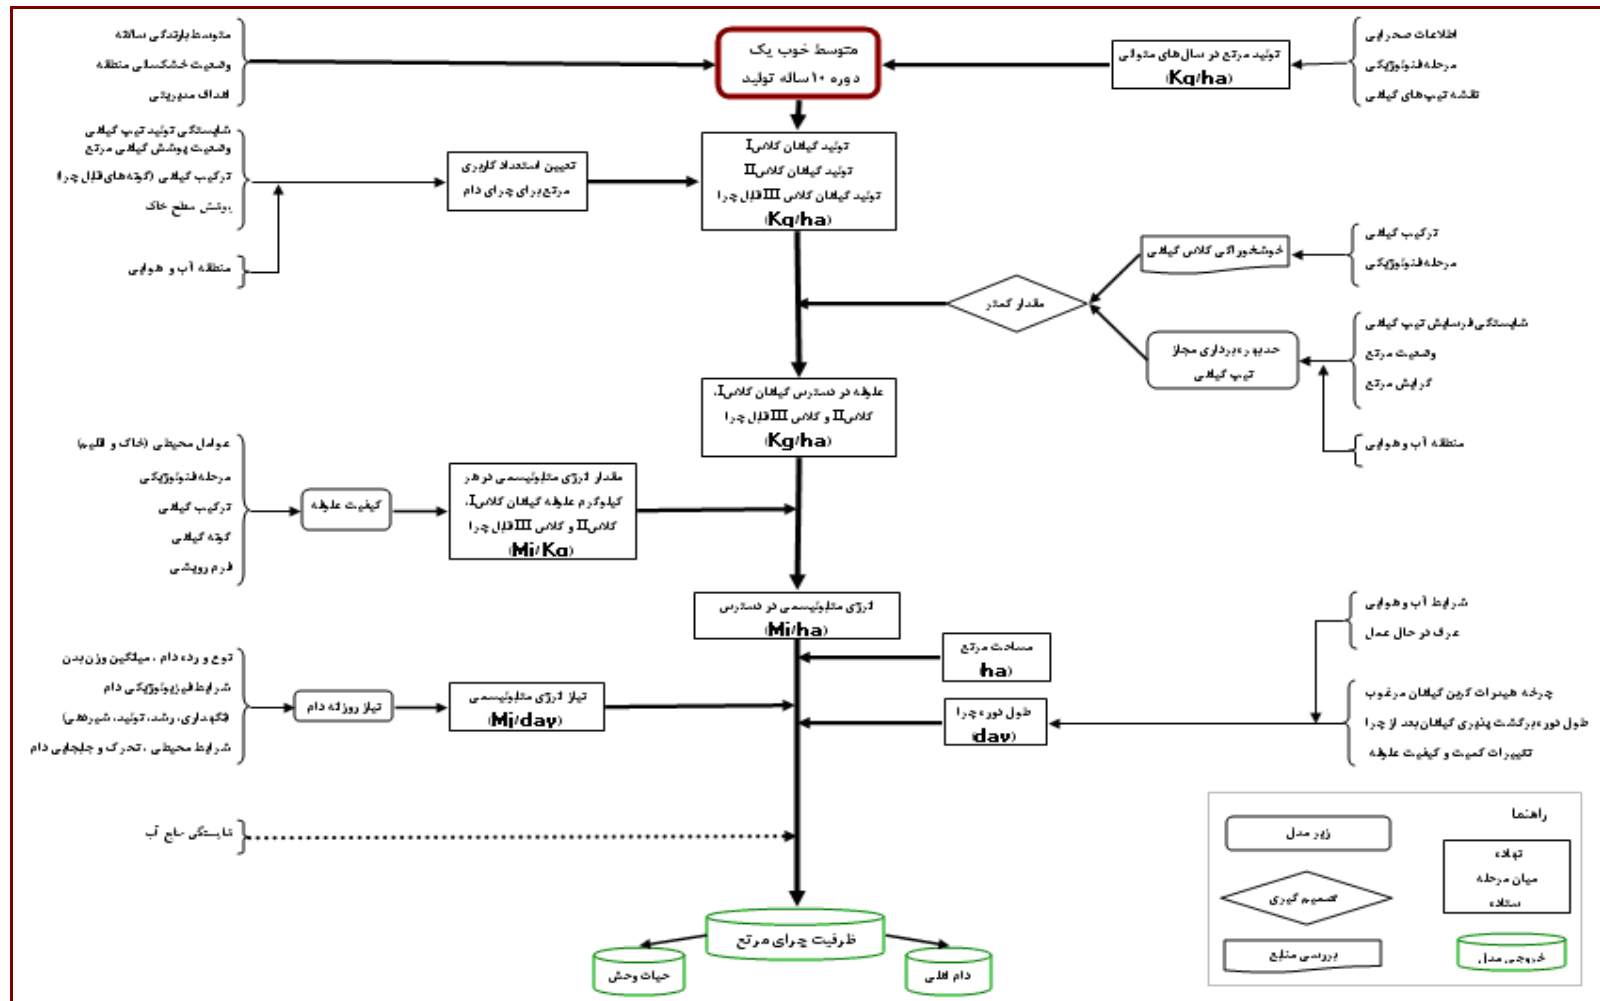 متوسط بارندگی سالانه
وضعیت خشکسالی منطقه
اهداف مدیریتی
متوسط خوب یک
دوره ۱۰ ساله تولید
تولید مرتع در سال‌های متوالی
(Kg/ha)
اطلاعات صحرایی
مرحله فنولوژیکی
نقشه تیپ‌های گیاهی
شایستگی تولید تیپ گیاهی
وضعیت پوشش گیاهی مرتع
ترکیب گیاهی (گونه‌های قابل چرا)
پوشش سطح خاک
منطقه آب و هوایی
تعیین استعداد کاربری
مرتع برای چرای دام
تولید گیاهان کلاس I
تولید گیاهان کلاس II
تولید گیاهان کلاس III قابل چرا
(Kg/ha)
ترکیب گیاهی
مرحله فنولوژیکی
خوشخوراکی کلاس گیاهی
مقدار کمتر
حد بهره‌برداری مجاز
تیپ گیاهی
شایستگی فرسایش تیپ گیاهی
وضعیت مرتع
گرایش مرتع
منطقه آب و هوایی
علوفه در دسترس گیاهان کلاس I،
کلاس II و کلاس III قابل چرا
(Kg/ha)
عوامل محیطی (خاک و اقلیم)
مرحله فنولوژیکی
ترکیب گیاهی
گونه گیاهی
فرم رویشی
کیفیت علوفه
مقدار انرژی متابولیسمی در هر
کیلوگرم علوفه گیاهان کلاس I،
کلاس II و کلاس III قابل چرا
(Mj/Kg)
انرژی متابولیسمی در دسترس
(Mj/ha)
مساحت مرتع
(ha)
طول دوره چرا
(day)
شرایط آب و هوایی
عرف در حال عمل
چرخه هیدرات کربن گیاهان مرغوب
طول دوره برگشت پذیری گیاهان بعد از چرا
تغییرات کمیت و کیفیت علوفه
نوع و رده دام ، میانگین وزن بدن
شرایط فیزیولوژیکی دام
(نگهداری، رشد، تولید، شیردهی)
شرایط محیطی ، تحرک و جابجایی دام
نیاز روزانه دام
نیاز انرژی متابولیسمی
(Mj/day)
شایستگی منابع آب
ظرفیت چرای مرتع
حیات وحش
دام اهلی
راهنما
زیر مدل
تصمیم گیری
بررسی منابع
نهاده
میان مرحله
ستاده
خروجی مدل